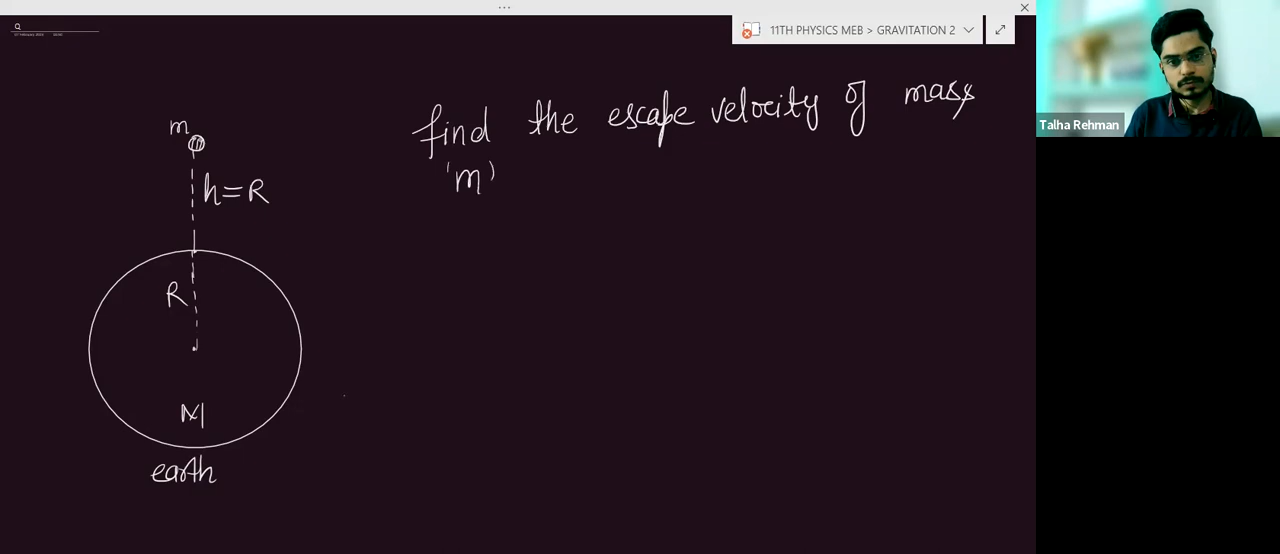 11TH PHYSICS MEB > GRAVITATION 2
find the escape velocity of mass
'm'
m
h=R
R
M
earth
Talha Rehman